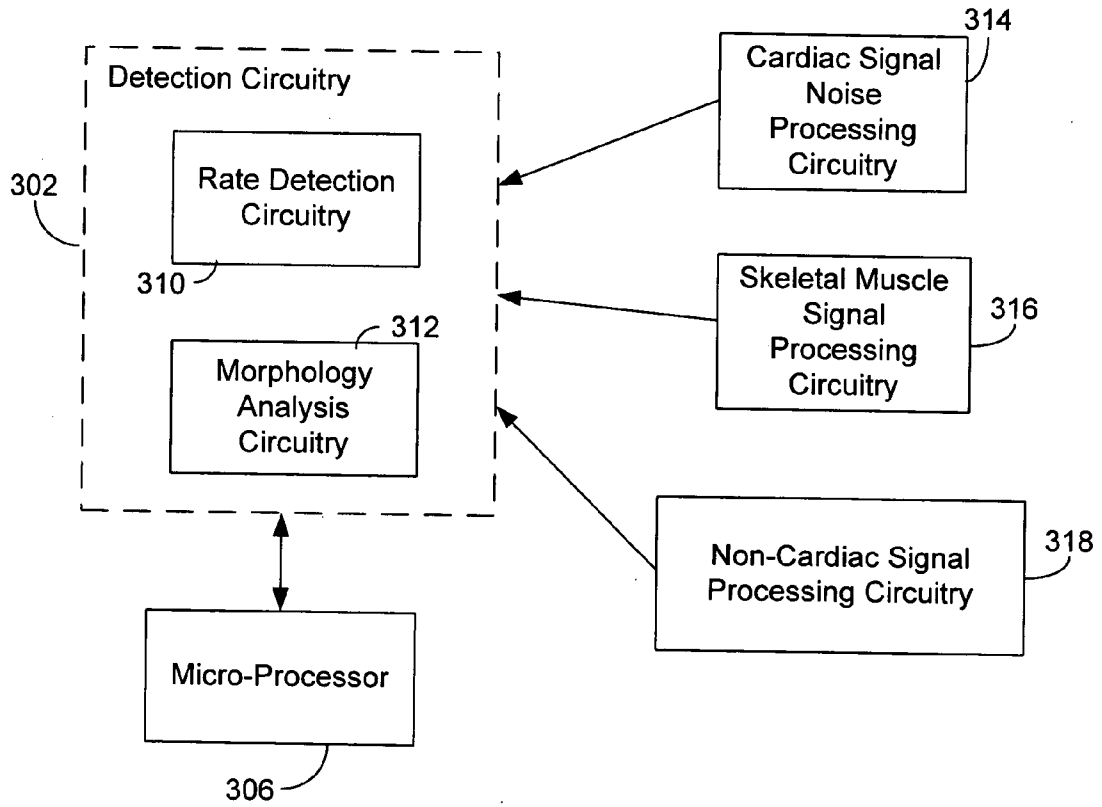 Detection Circuitry
302
Rate Detection
Circuitry
310
312
Morphology
Analysis
Circuitry
Micro-Processor
306
314
Cardiac Signal
Noise
Processing
Circuitry
Skeletal Muscle
Signal
Processing
Circuitry
316
Non-Cardiac Signal
Processing Circuitry
318